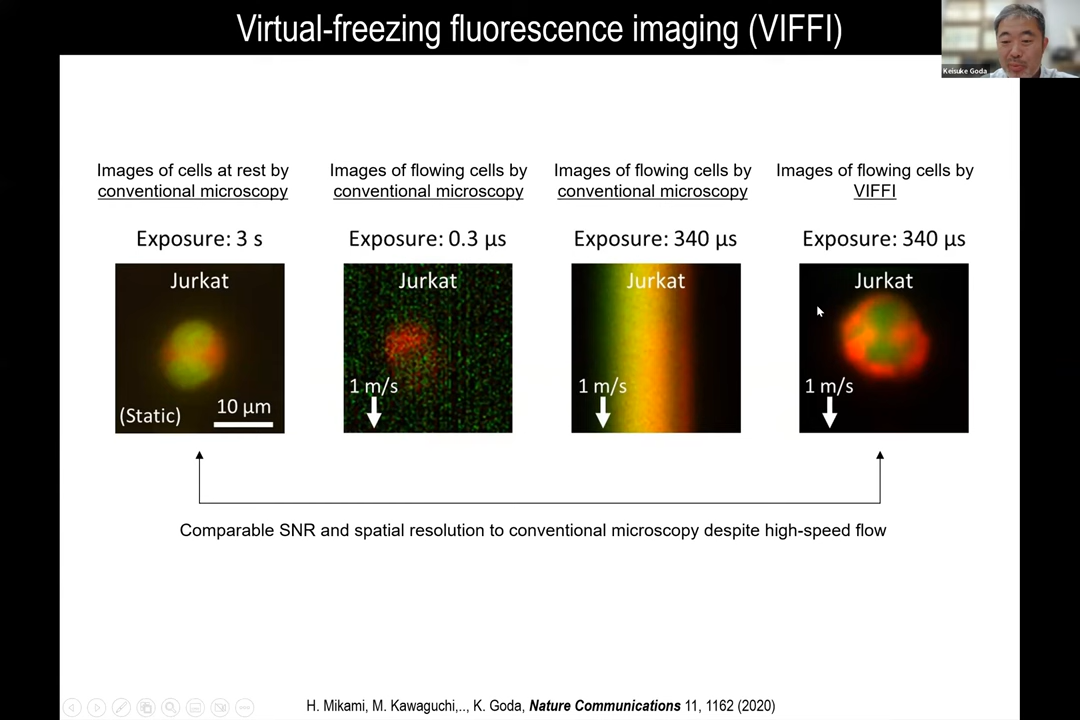 Virtual-freezing fluorescence imaging (VIFFI)
Keisuke Goda
Images of cells at rest by
conventional microscopy
Exposure: 3 s
Jurkat
(Static)
10 µm
Images of flowing cells by
conventional microscopy
Exposure: 0.3 µs
Jurkat
1 m/s
Images of flowing cells by
conventional microscopy
Exposure: 340 µs
Jurkat
1 m/s
Images of flowing cells by
VIFFI
Exposure: 340 µs
Jurkat
1 m/s
Comparable SNR and spatial resolution to conventional microscopy despite high-speed flow
H. Mikami, M. Kawaguchi,.., K. Goda, Nature Communications 11, 1162 (2020)